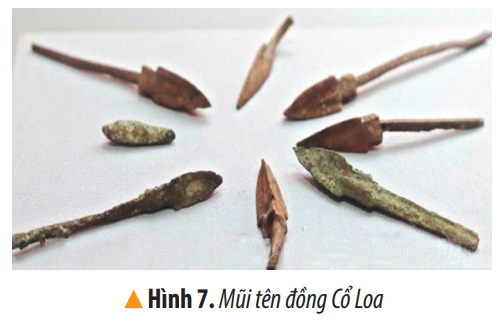 ▲ Hình 7. Mũi tên đồng Cổ Loa